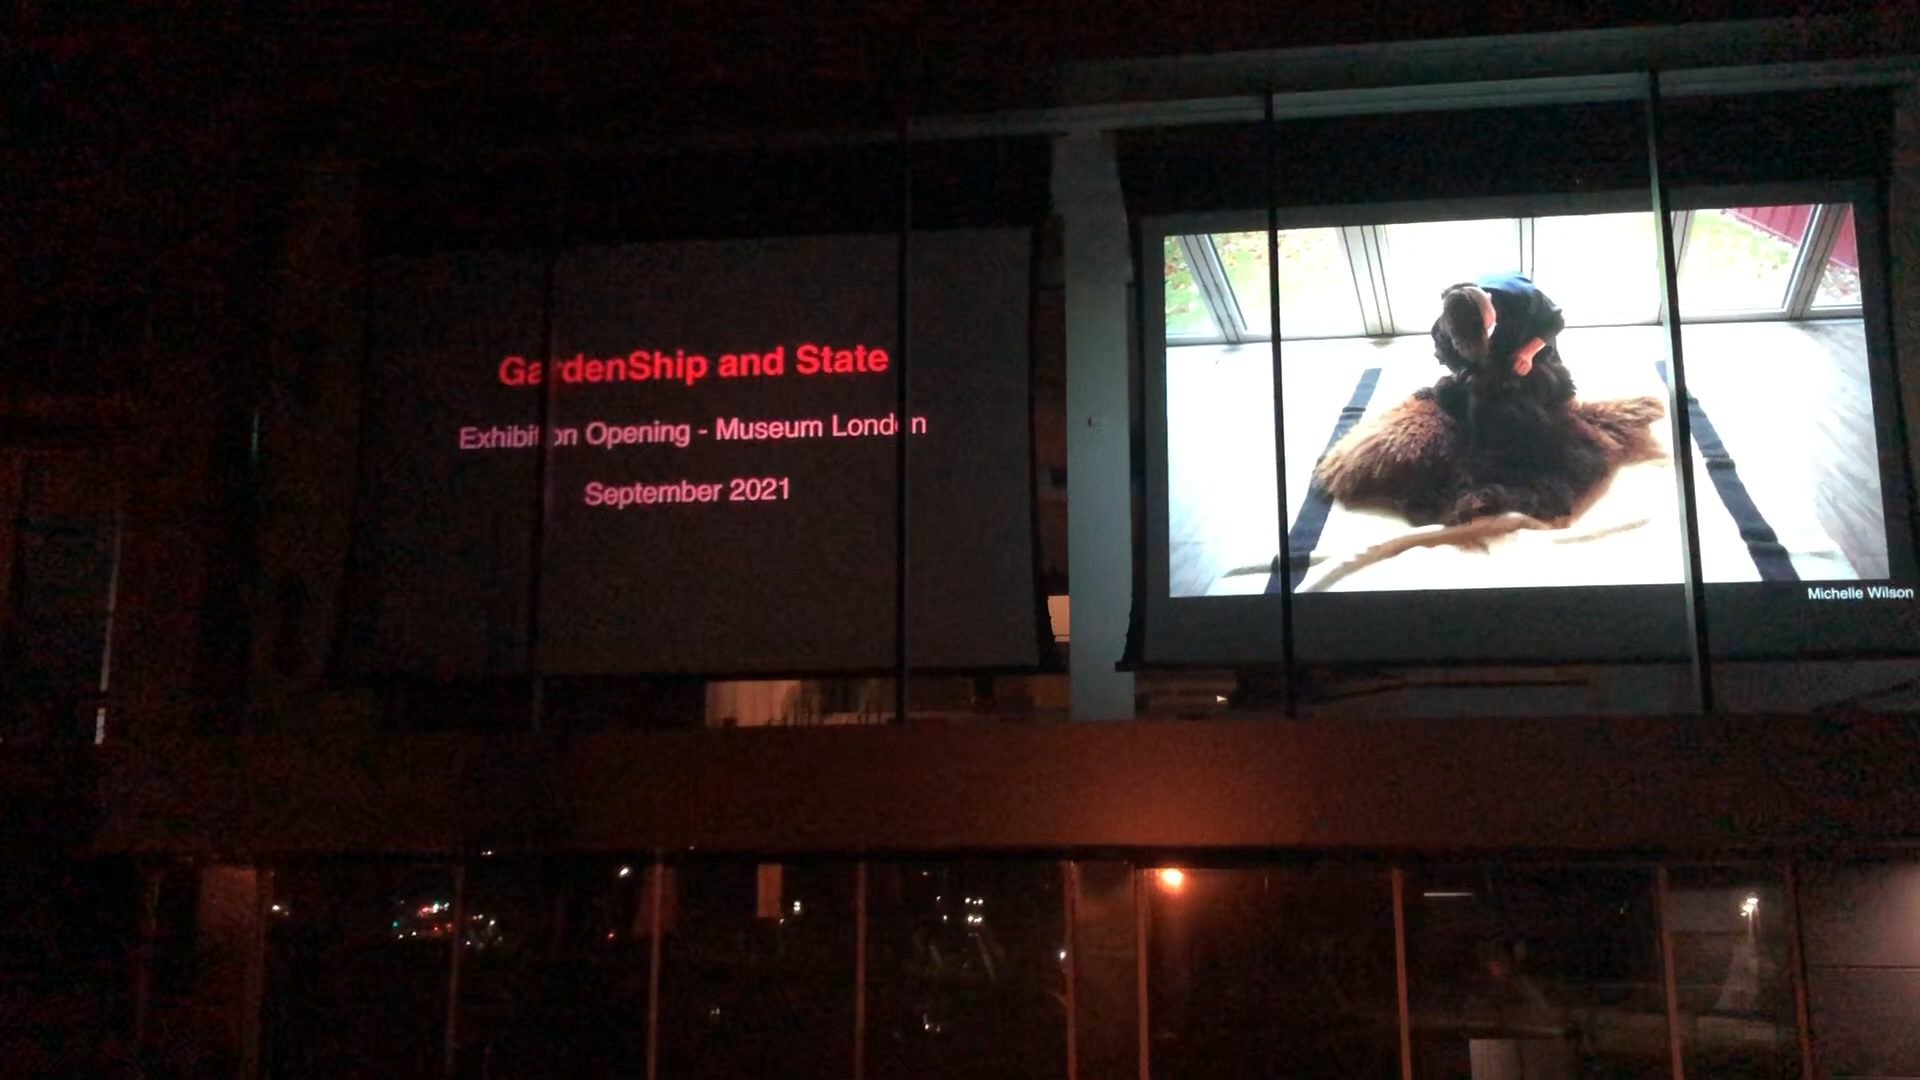 GardenShip and State
Exhibition Opening - Museum London
September 2021
Michelle Wilson